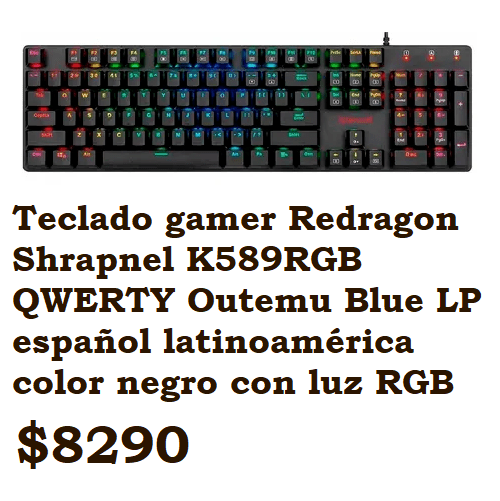 Teclado gamer Redragon
Shrapnel K589RGB
QWERTY Outemu Blue LP
español latinoamérica
color negro con luz RGB
$8290